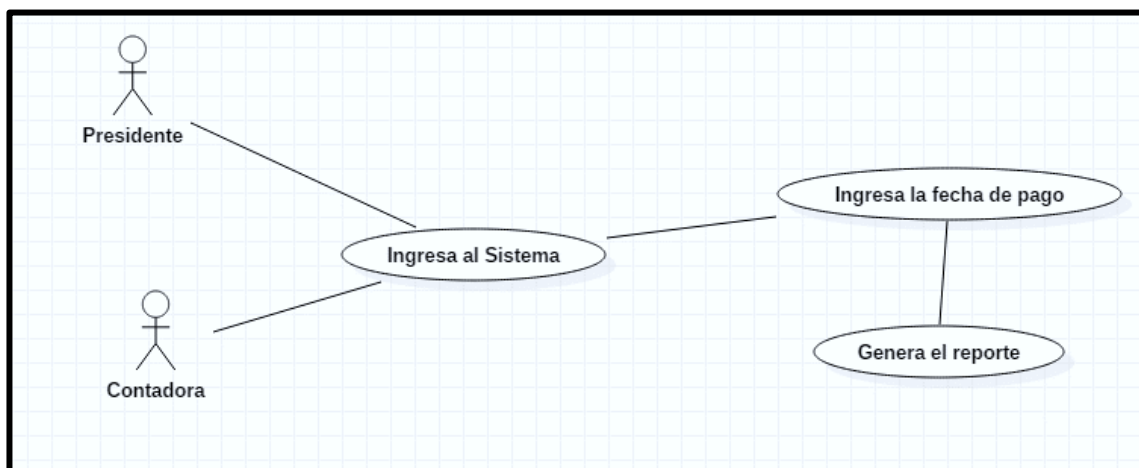 Presidente
Ingresa la fecha de pago
Ingresa al Sistema
Genera el reporte
Contadora